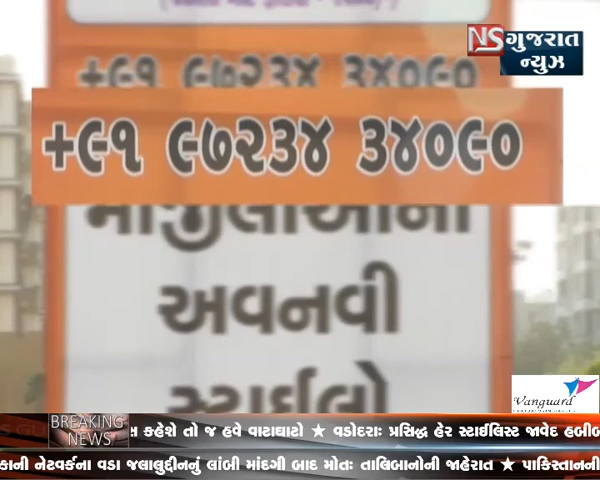 NS ગુજરાત
ન્યુઝ
+૯૧ ૯૭૨૩૪ ૩૪૦૯૦
+૯૧ ૯૭૨૩૪ ૩૪૦૯૦
અવનવી
સ્ટાઈલો
Vanguard
BREAKING
NEWS
સ કહેશે તો જ હવે વાટાઘાટો ★ વડોદરાઃ પ્રસિદ્ધ હેર સ્ટાઈલિસ્ટ જાવેદ હબીબ
કાની નેટવર્કના વડા જલાલુદ્દીનનું લાંબી માંદગી બાદ મોતઃ તાલિબાનોની જાહેરાત ★ પાકિસ્તાનની